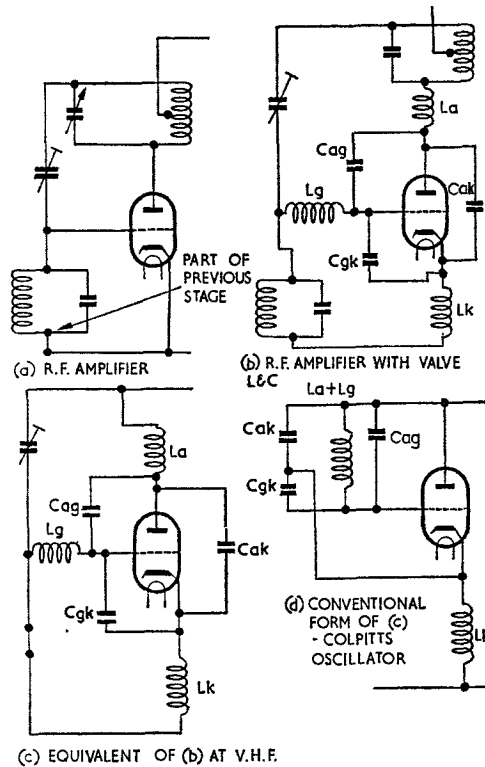 PART OF
PREVIOUS
STAGE
(a) R.F. AMPLIFIER
La
Cag
Lg
Cak
Cgk
Lk
(b) R.F. AMPLIFIER WITH VALVE
L&C
La
Cag
Lg
Cak
Cgk
Lk
(c) EQUIVALENT OF (b) AT V.H.F.
La+Lg
Cak
Cag
Cgk
(d) CONVENTIONAL
FORM OF (c)
- COLPITTS
OSCILLATOR